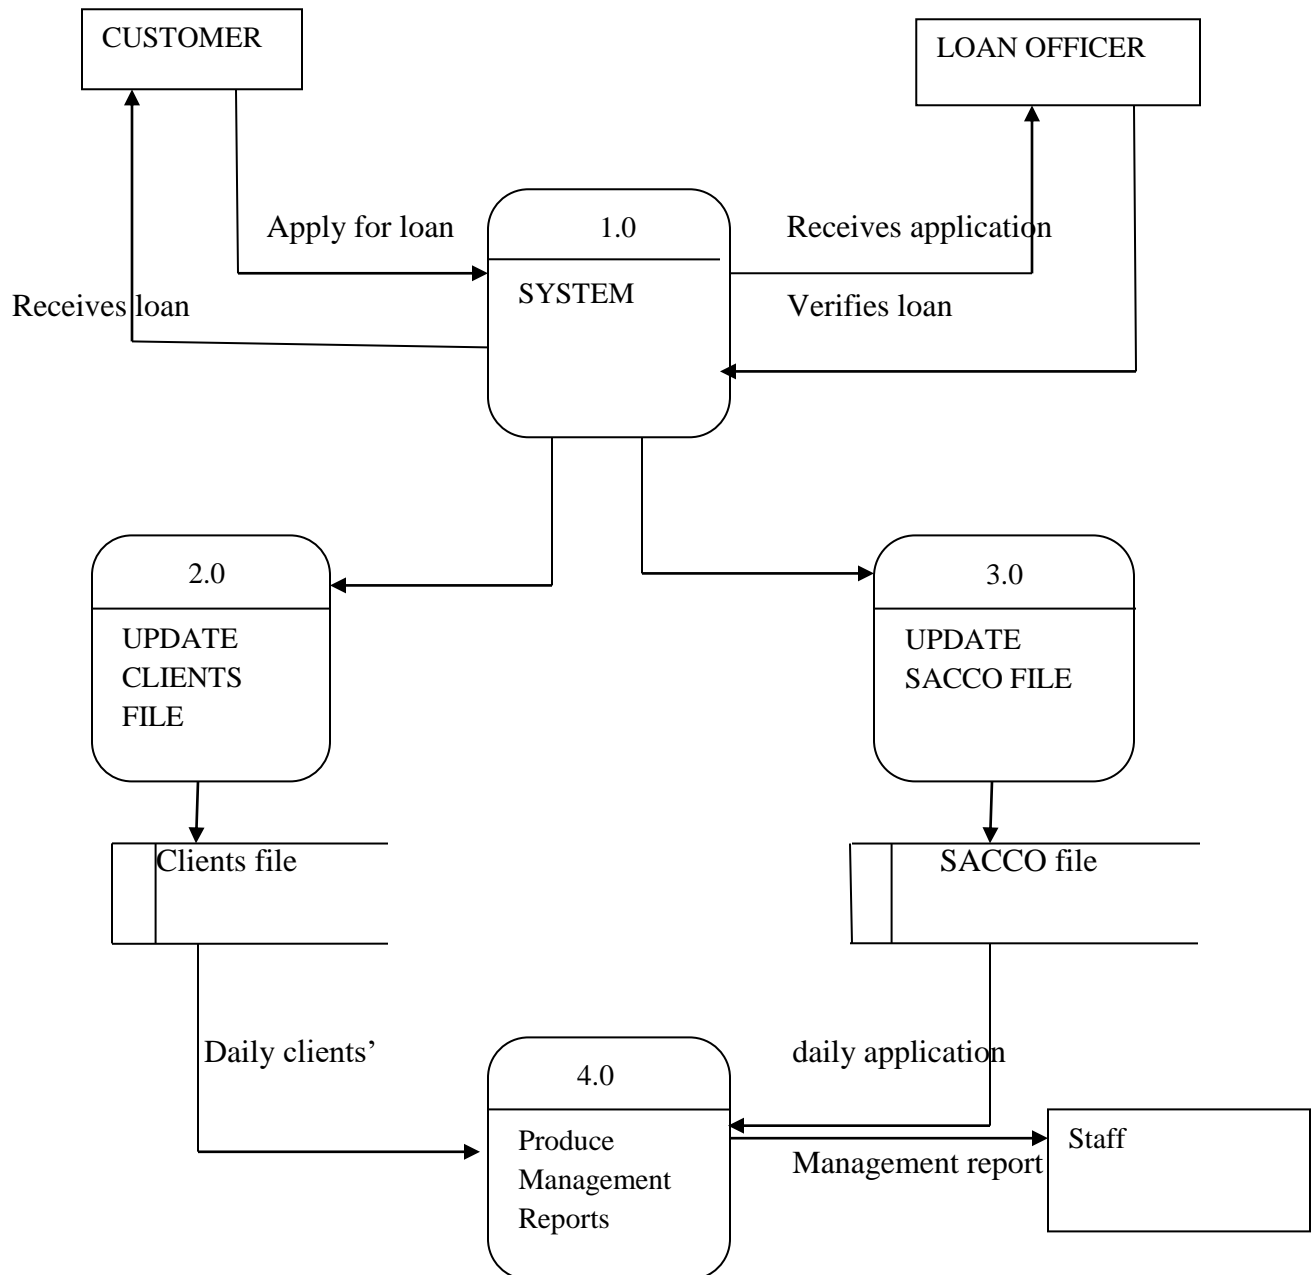 CUSTOMER
LOAN OFFICER
Apply for loan
1.0
Receives application
SYSTEM
Receives loan
Verifies loan
2.0
3.0
UPDATE
CLIENTS
FILE
UPDATE
SACCO FILE
Clients file
SACCO file
Daily clients’
daily application
4.0
Produce
Management
Reports
Management report
Staff